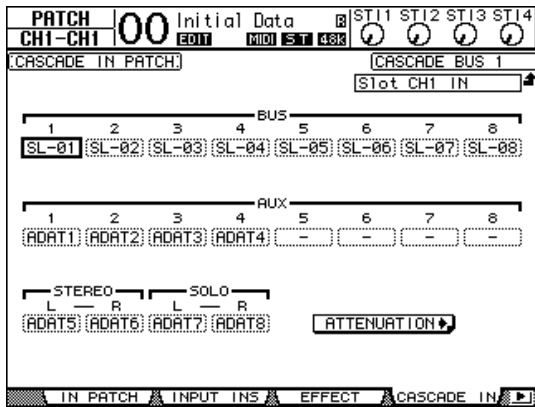 PATCH
CH1-CH1
00 Initial Data R
EDIT MIDI S.T 48K
ST1 ST2 ST3 ST4
CASCADE IN PATCH
CASCADE BUS 1
Slot CH1 IN
BUS
1 2 3 4 5 6 7 8
SL-01 SL-02 SL-03 SL-04 SL-05 SL-06 SL-07 SL-08
AUX
1 2 3 4 5 6 7 8
ADAT1 ADAT2 ADAT3 ADAT4 - - - -
STEREO SOLO
L — R L — R
ADAT5 ADAT6 ADAT7 ADAT8 ATTENUATION
IN PATCH INPUT INS EFFECT CASCADE IN